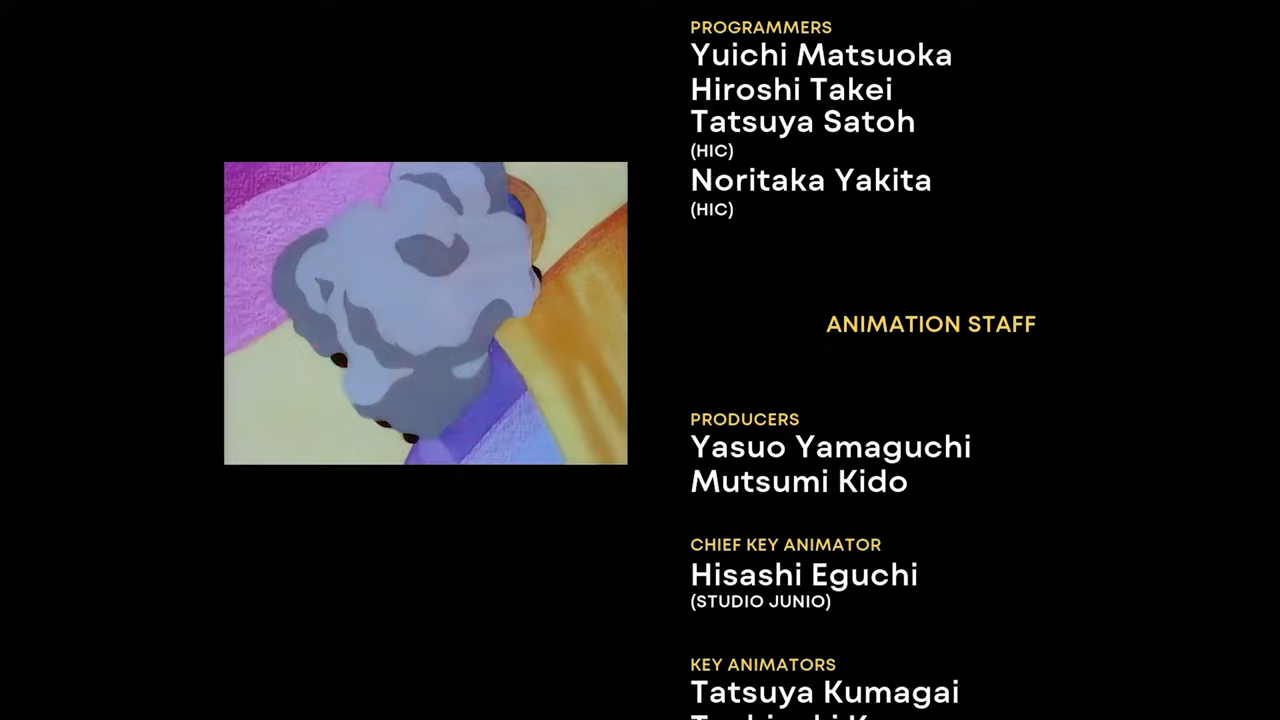 PROGRAMMERS
Yuichi Matsuoka
Hiroshi Takei
Tatsuya Satoh
(HIC)
Noritaka Yakita
(HIC)
ANIMATION STAFF
PRODUCERS
Yasuo Yamaguchi
Mutsumi Kido
CHIEF KEY ANIMATOR
Hisashi Eguchi
(STUDIO JUNIO)
KEY ANIMATORS
Tatsuya Kumagai